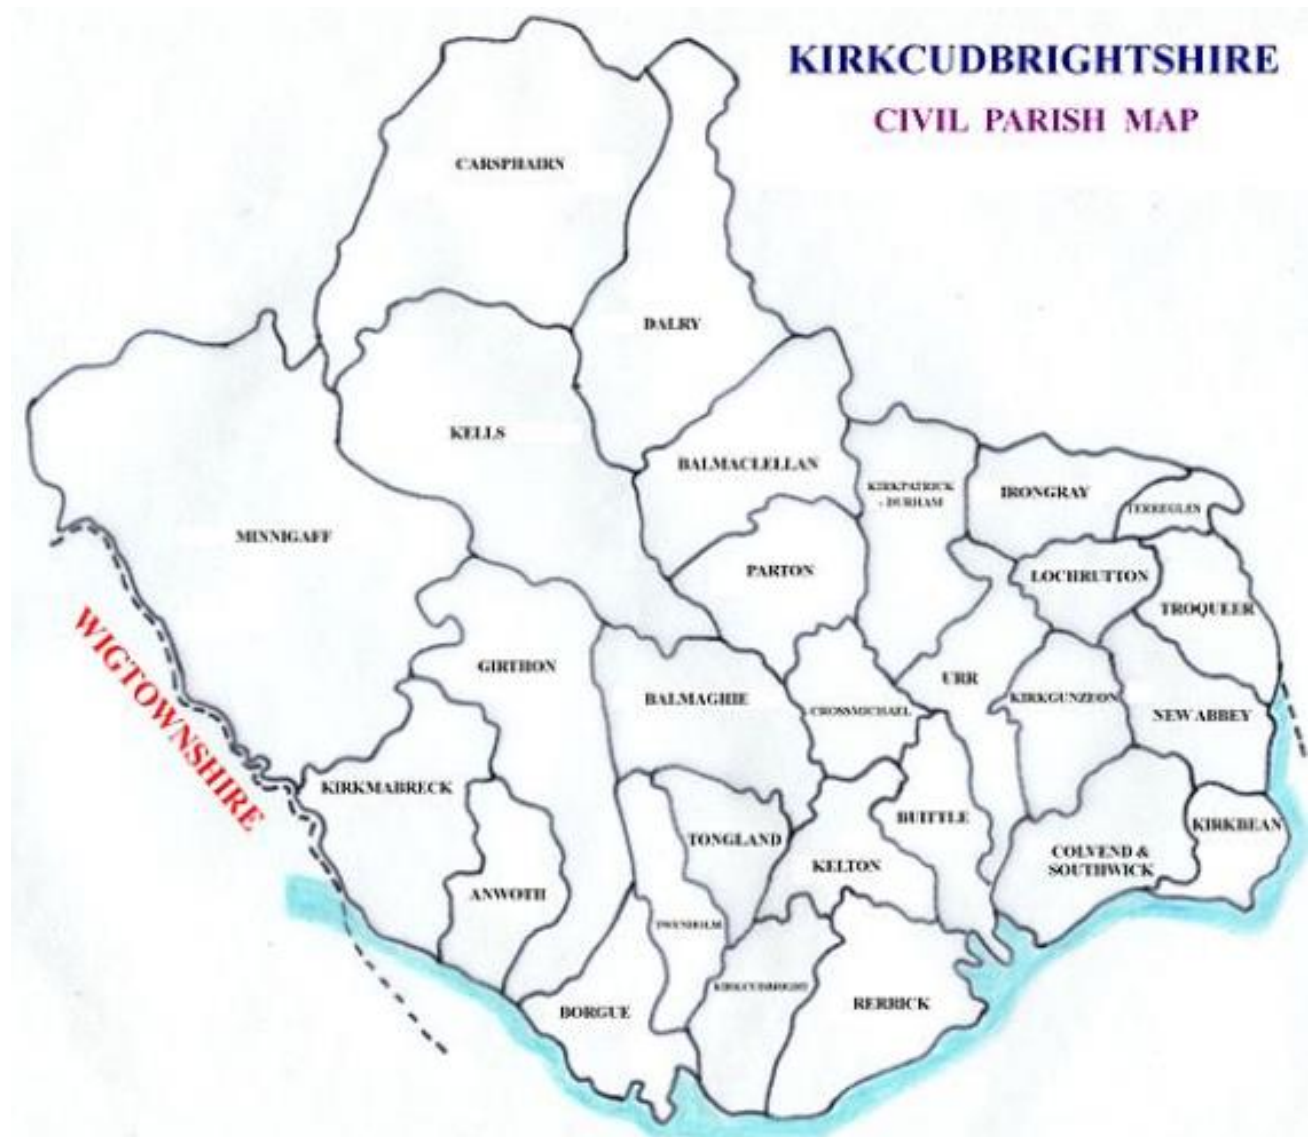 KIRKCUDBRIGHTSHIRE
CIVIL PARISH MAP
CARSPHAIRN
DALRY
KELLS
BALMACLELLAN
KIRKPATRICK
- DURHAM
IRONGRAY
TERREGLES
MINNIGAFF
PARTON
LOCHRUTTON
TROQUEER
WIGTOWNSHIRE
GIRTHON
BALMAGHIE
CROSSMICHAEL
URR
KIRKGUNZEON
NEW ABBEY
KIRKMABRECK
TONGLAND
BUITTLE
KIRKBEAN
KELTON
COLVEND &
SOUTHWICK
ANWOTH
TWYNHOLM
KIRKCUDBRIGHT
BORGUE
RERRICK